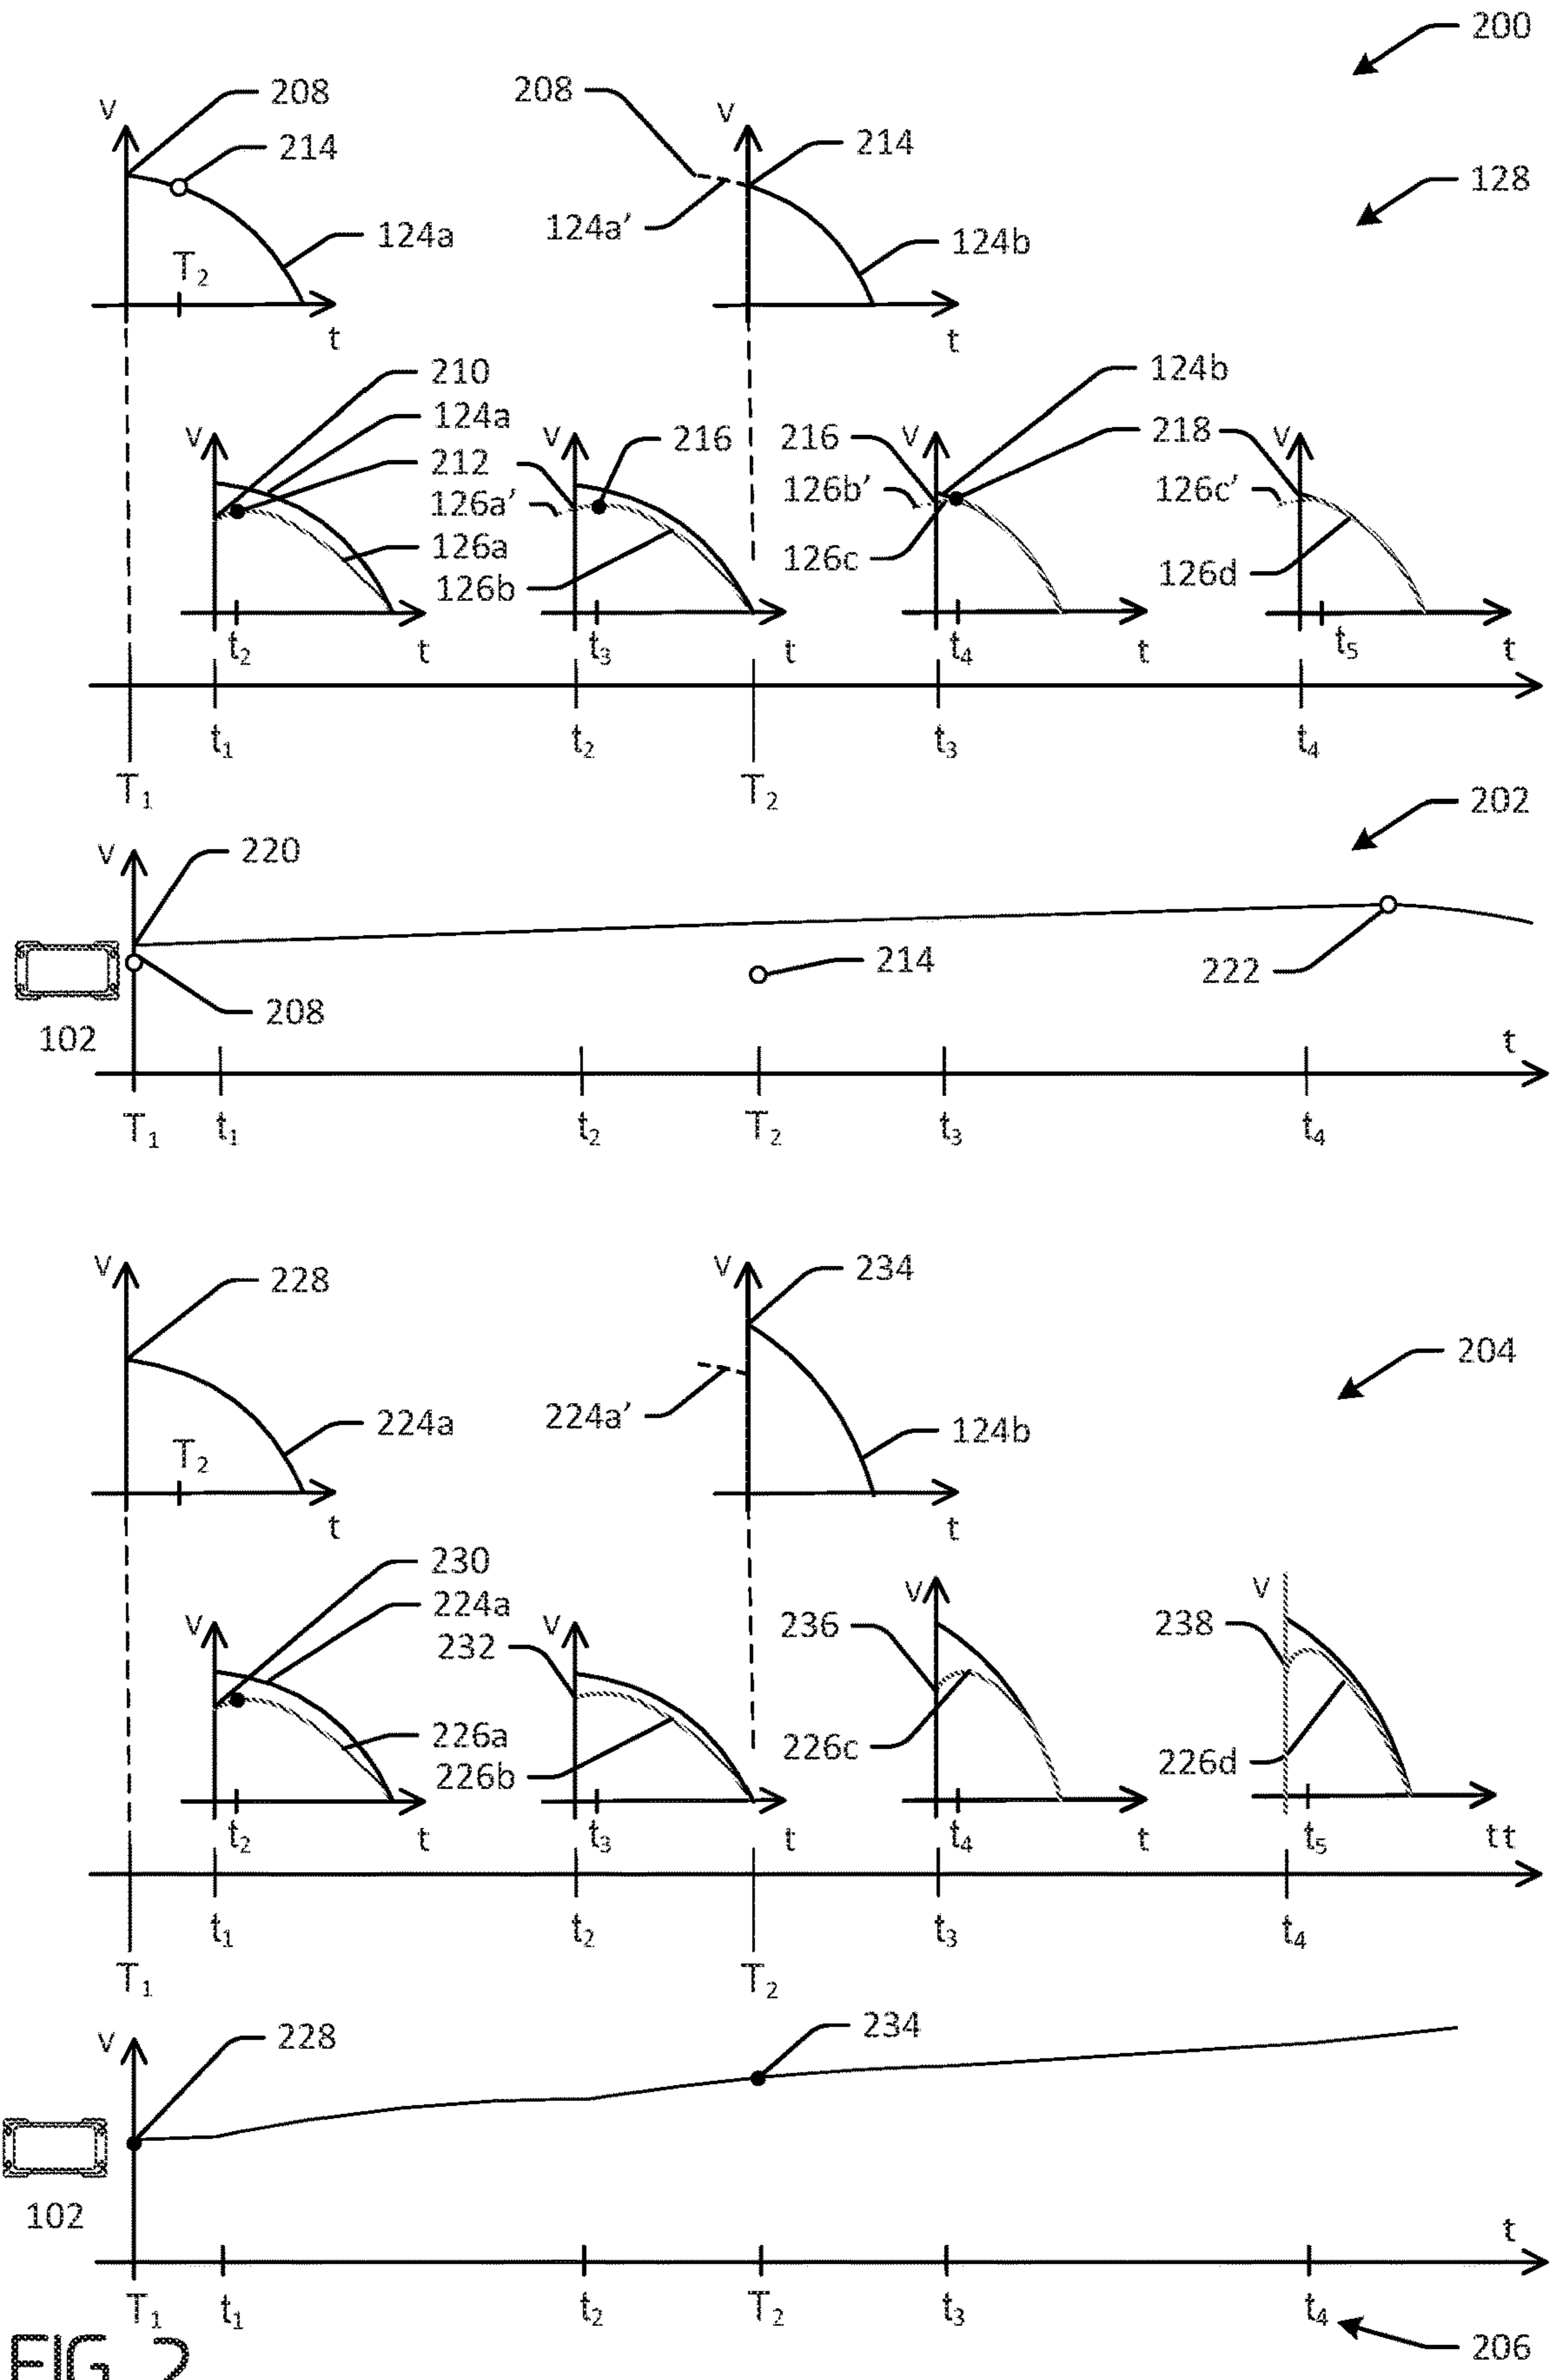 200
208
208
V
V
214
214
128
124a
124a’
124b
T2
t
t
210
124b
124a
V
V
216
216
V
218
V
212
126a’
126b’
126c’
126a
126c
126d
126b
t2
t
t3
t
t4
t
t5
t
t1
t2
t3
t4
T1
T2
202
V
220
214
222
208
102
t
T1
t1
t2
T2
t3
t4
V
228
V
234
204
224a
224a’
124b
T2
t
t
230
224a
V
V
V
V
232
236
238
226a
226b
226c
226d
t2
t
t3
t
t4
t
t5
t t
t1
t2
t3
t4
T1
T2
V
228
234
102
t
T1
t1
t2
T2
t3
t4
206
FIG. 2